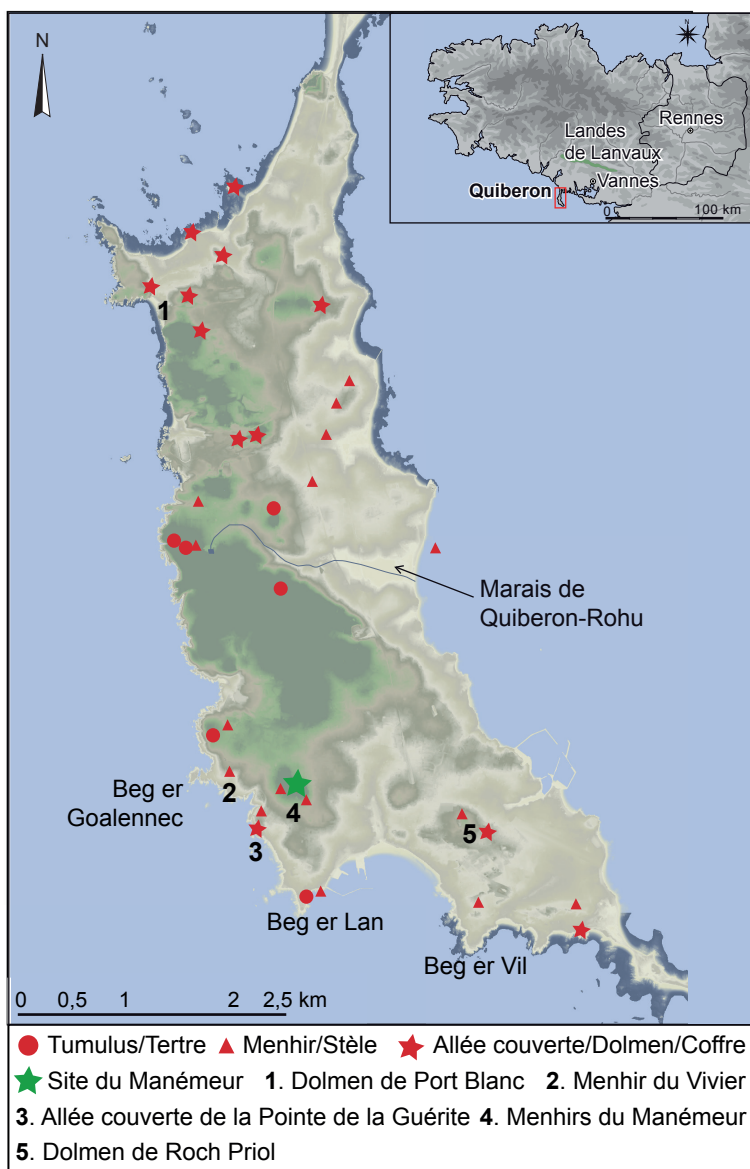 N
Rennes
Landes
de Lanvaux
Vannes
Quiberon
0 100 km
1
Marais de
Quiberon-Rohu
Beg er
Goalennec
2
4
3
5
Beg er Lan
Beg er Vil
0 0,5 1 2 2,5 km
Tumulus/Tertre Menhir/Stèle Allée couverte/Dolmen/Coffre
Site du Manémeur 1. Dolmen de Port Blanc 2. Menhir du Vivier
3. Allée couverte de la Pointe de la Guérite 4. Menhirs du Manémeur
5. Dolmen de Roch Priol